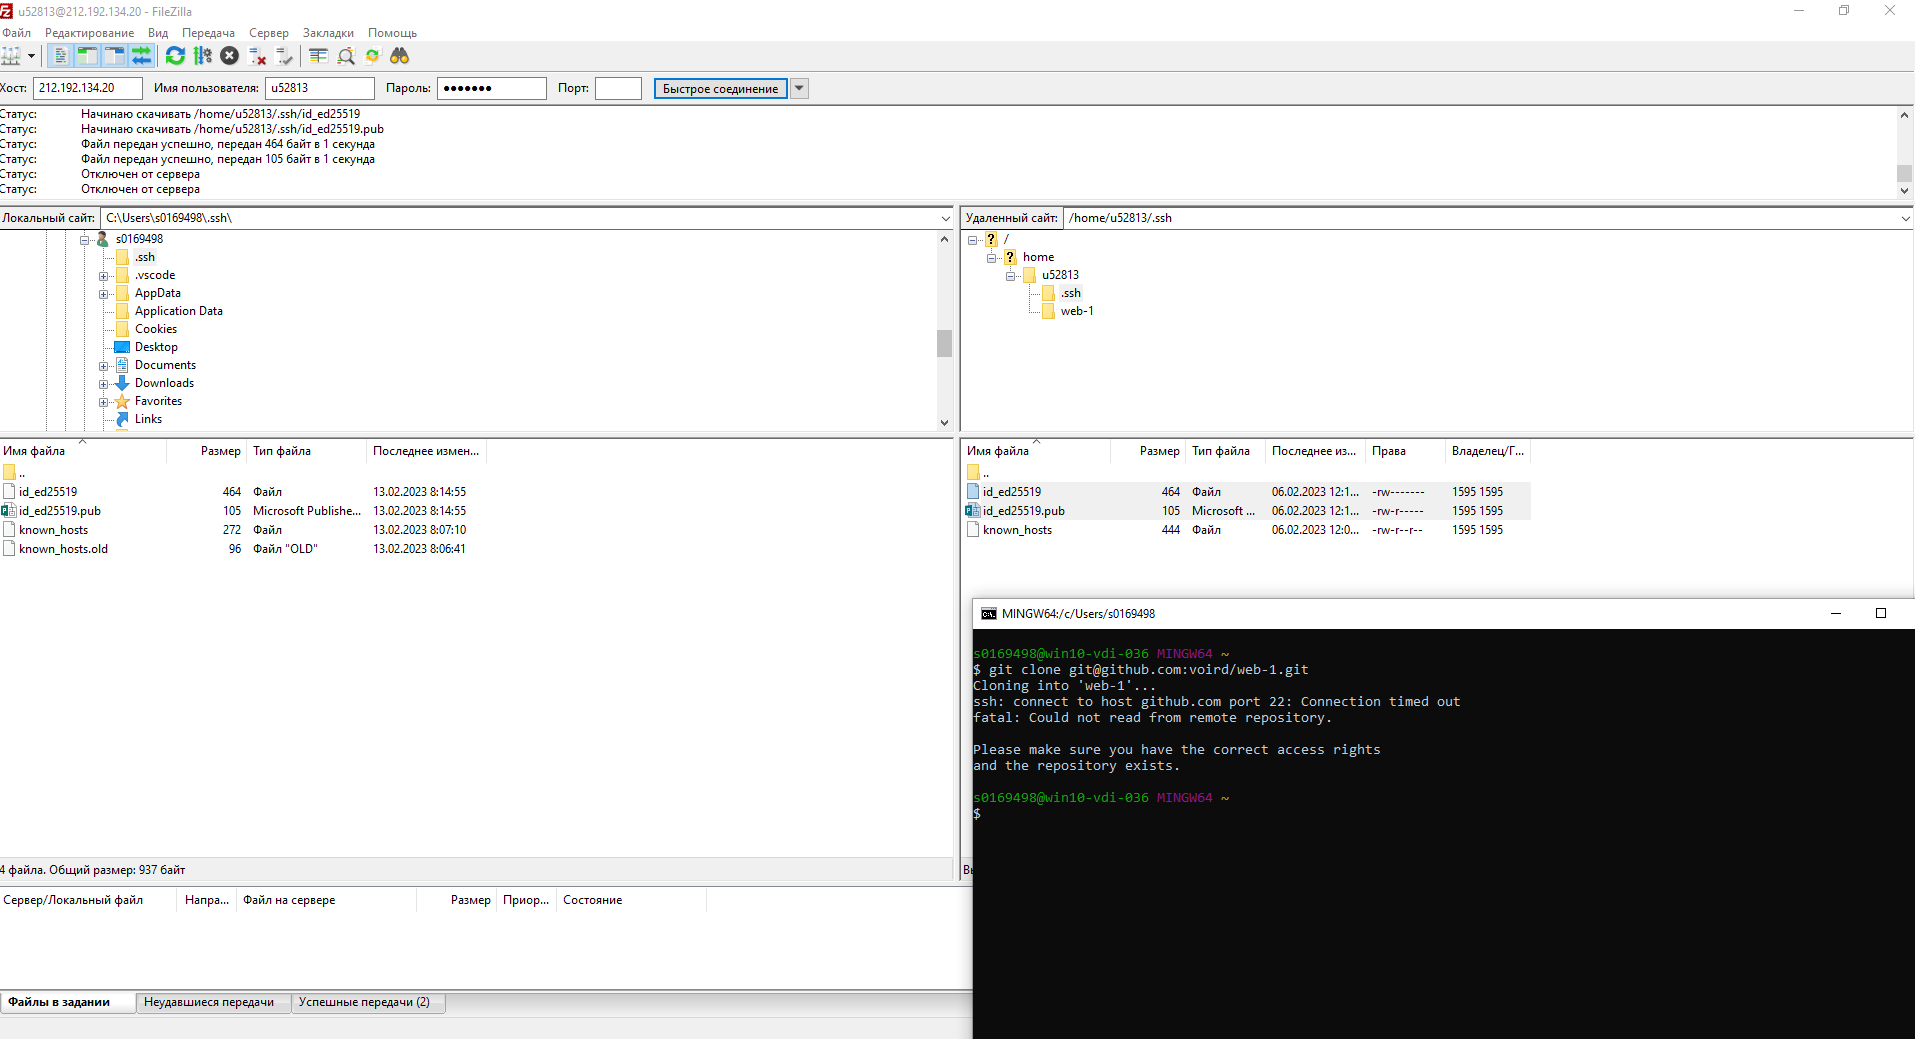 u52813@212.192.134.20 - FileZilla
Файл Редактирование Вид Передача Сервер Закладки Помощь
Хост: 212.192.134.20 Имя пользователя: u52813 Пароль: ●●●●●●● Порт: Быстрое соединение
Статус: Начинаю скачивать /home/u52813/.ssh/id_ed25519
Статус: Начинаю скачивать /home/u52813/.ssh/id_ed25519.pub
Статус: Файл передан успешно, передан 464 байт в 1 секунда
Статус: Файл передан успешно, передан 105 байт в 1 секунда
Статус: Отключен от сервера
Статус: Отключен от сервера
Локальный сайт: C:\Users\s0169498\.ssh\
s0169498
.ssh
.vscode
AppData
Application Data
Cookies
Desktop
Documents
Downloads
Favorites
Links
Удаленный сайт: /home/u52813/.ssh
/
home
u52813
.ssh
web-1
Имя файла Размер Тип файла Последнее измен...
..
id_ed25519 464 Файл 13.02.2023 8:14:55
id_ed25519.pub 105 Microsoft Publishe... 13.02.2023 8:14:55
known_hosts 272 Файл 13.02.2023 8:07:10
known_hosts.old 96 Файл "OLD" 13.02.2023 8:06:41
4 файла. Общий размер: 937 байт
Имя файла Размер Тип файла Последнее из... Права Владелец/Г...
..
id_ed25519 464 Файл 06.02.2023 12:1... -rw------- 1595 1595
id_ed25519.pub 105 Microsoft ... 06.02.2023 12:1... -rw-r----- 1595 1595
known_hosts 444 Файл 06.02.2023 12:0... -rw-r--r-- 1595 1595
MINGW64:/c/Users/s0169498
s0169498@win10-vdi-036 MINGW64 ~
$ git clone git@github.com:voird/web-1.git
Cloning into 'web-1'...
ssh: connect to host github.com port 22: Connection timed out
fatal: Could not read from remote repository.
Please make sure you have the correct access rights
and the repository exists.
s0169498@win10-vdi-036 MINGW64 ~
$
Сервер/Локальный файл Напра... Файл на сервере Размер Приор... Состояние
Файлы в задании Неудавшиеся передачи Успешные передачи (2)